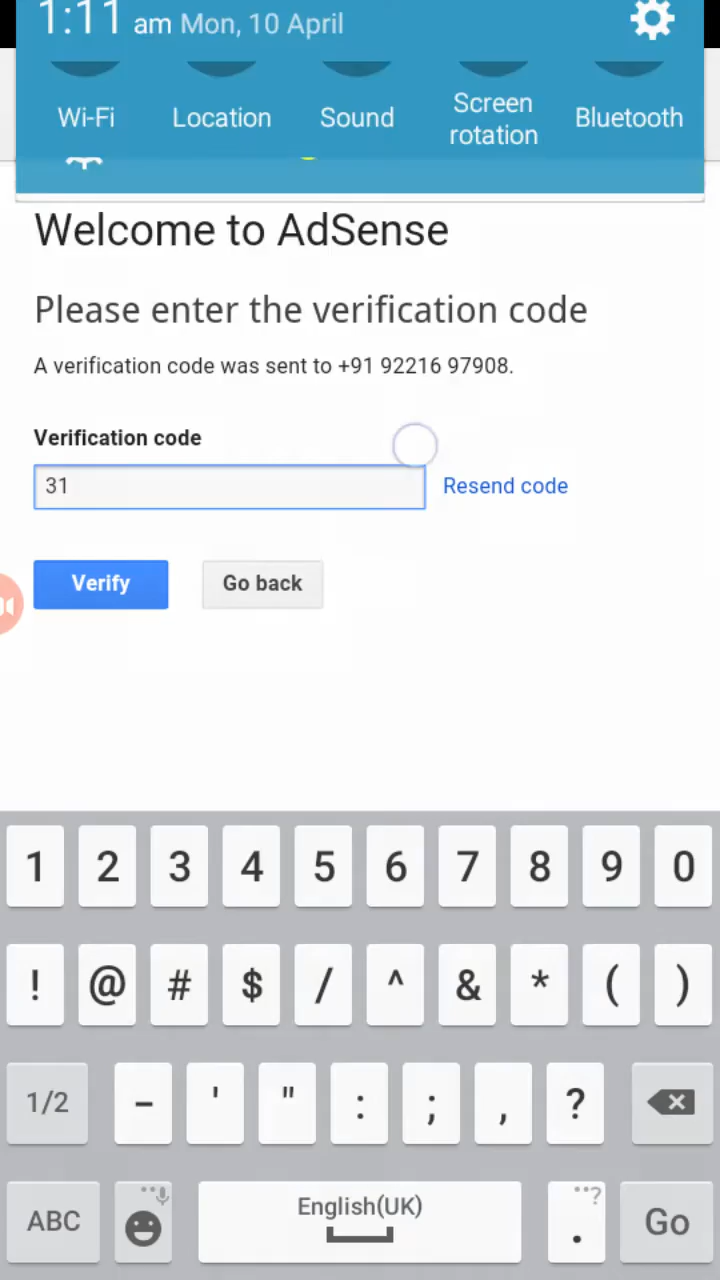 1:11 am Mon, 10 April
Wi-Fi Location Sound Screen rotation Bluetooth
Welcome to AdSense
Please enter the verification code
A verification code was sent to +91 92216 97908.
Verification code
31 Resend code
Verify Go back
1 2 3 4 5 6 7 8 9 0
! @ # $ / ^ & * ( )
1/2 - ' " : ; , ?
ABC English(UK) . Go